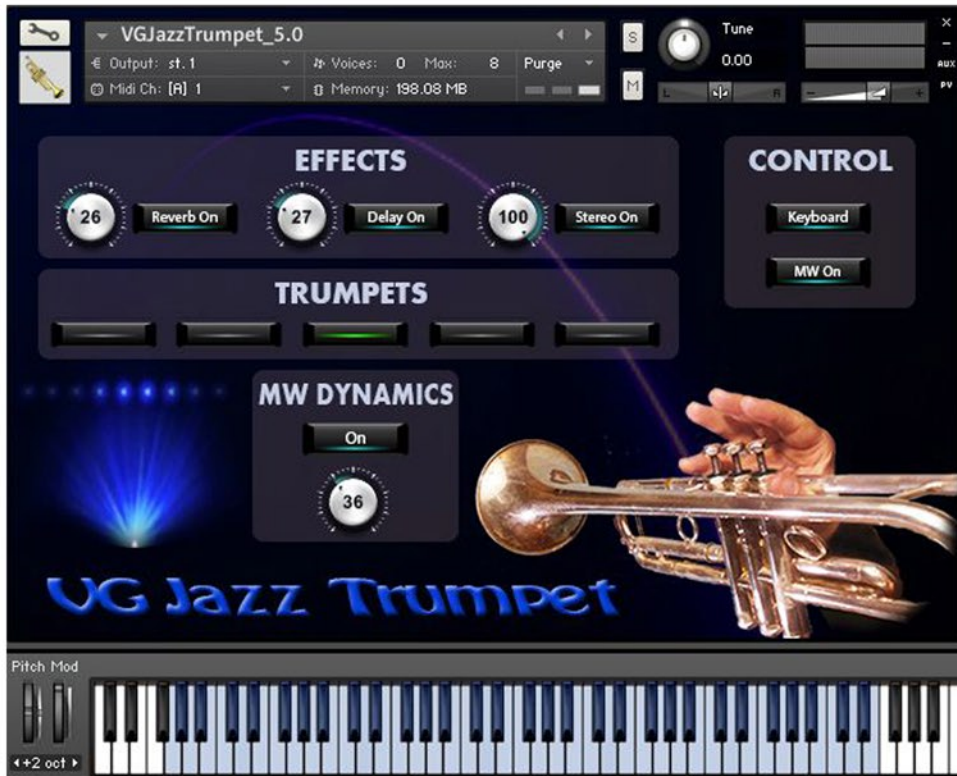 VGJazzTrumpet_5.0
Output: st. 1
Voices: 0 Max: 8
Purge
Midi Ch: [A] 1
Memory: 198.08 MB
S
M
Tune
0.00
L R
- +
×
-
AUX
PV
EFFECTS
26
Reverb On
27
Delay On
100
Stereo On
CONTROL
Keyboard
MW On
TRUMPETS
MW DYNAMICS
On
36
VG Jazz Trumpet
Pitch Mod
+2 oct